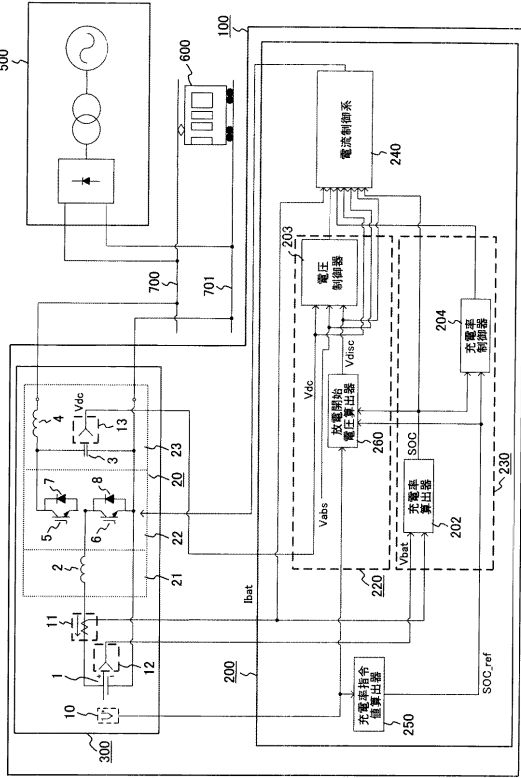 500
100
600
700
701
4
Vdc
13
3
23
20
7
8
5
6
22
2
21
11
1
12
10
300
電流制御系
240
203
電圧
制御器
Vdc
Vdisc
Vabs
放電開始
電圧算出器
260
204
充電率
制御器
SOC
充電率
算出器
202
Vbat
230
220
Ibat
200
充電率指令
値算出器
250
SOC_ref